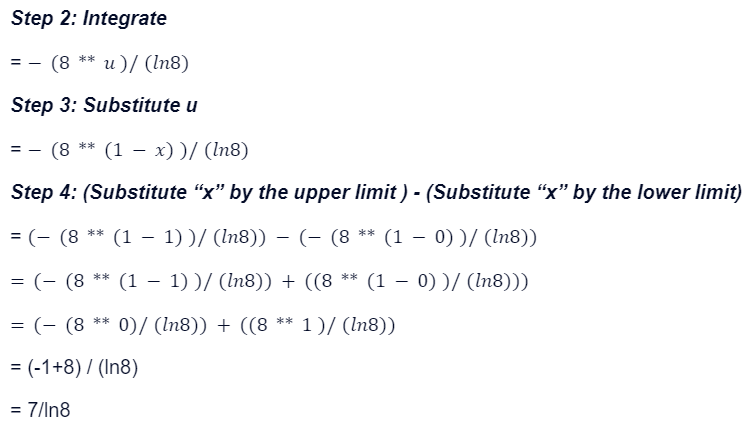 Step 2: Integrate
= − (8 ** u )/ (ln8)
Step 3: Substitute u
= − (8 ** (1 − x) )/ (ln8)
Step 4: (Substitute “x” by the upper limit ) - (Substitute “x” by the lower limit)
= (− (8 ** (1 − 1) )/ (ln8)) − (− (8 ** (1 − 0) )/ (ln8))
= (− (8 ** (1 − 1) )/ (ln8)) + ((8 ** (1 − 0) )/ (ln8)))
= (− (8 ** 0)/ (ln8)) + ((8 ** 1 )/ (ln8))
= (-1+8) / (ln8)
= 7/ln8